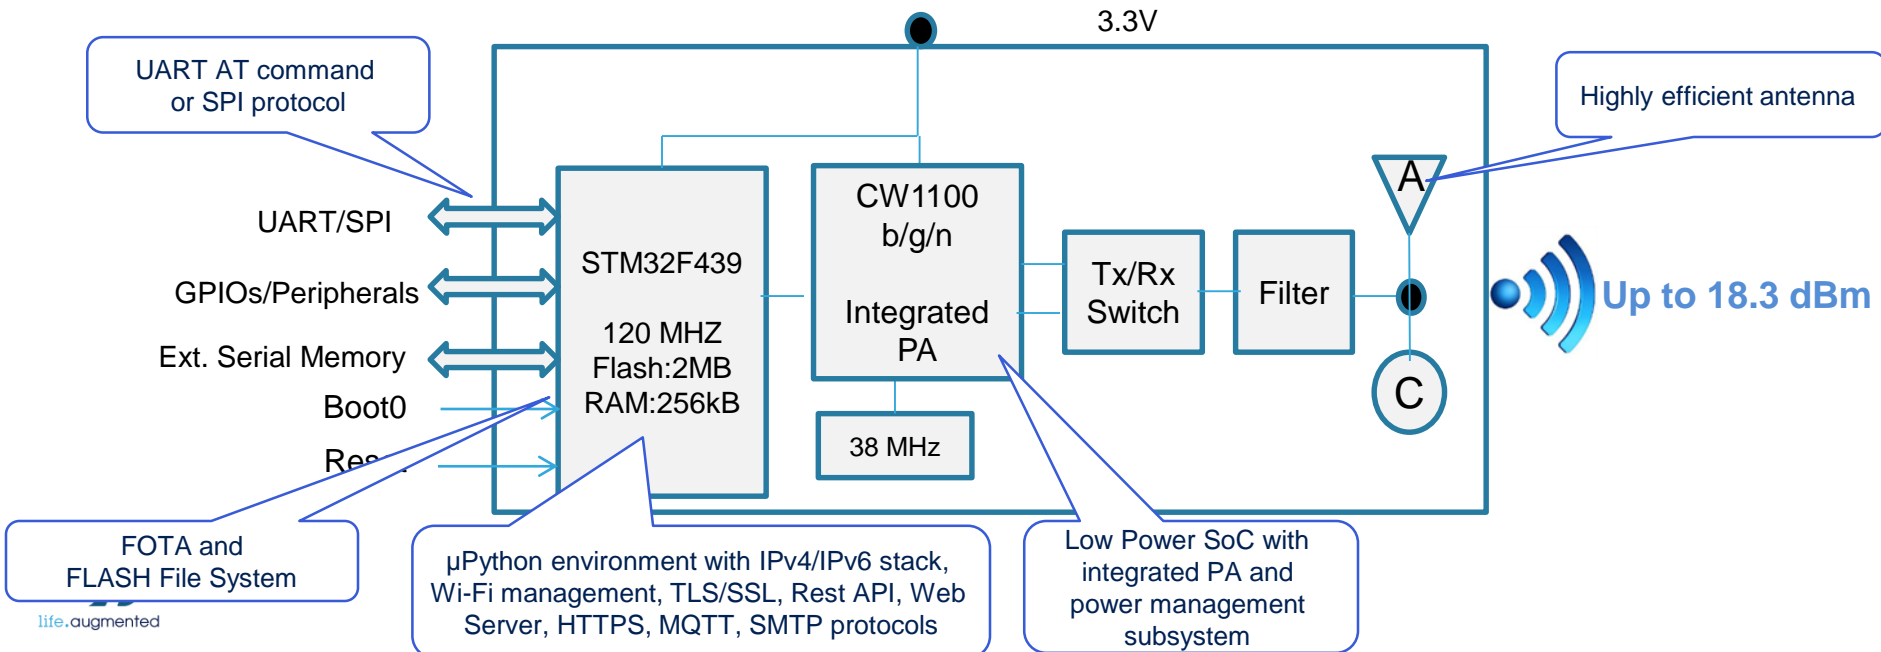 3.3V
UART AT command
or SPI protocol
Highly efficient antenna
UART/SPI
GPIOs/Peripherals
Ext. Serial Memory
Boot0
STM32F439
120 MHZ
Flash:2MB
RAM:256kB
CW1100
b/g/n
Integrated
PA
38 MHz
Tx/Rx
Switch
Filter
A
C
Up to 18.3 dBm
FOTA and
FLASH File System
µPython environment with IPv4/IPv6 stack,
Wi-Fi management, TLS/SSL, Rest API, Web
Server, HTTPS, MQTT, SMTP protocols
Low Power SoC with
integrated PA and
power management
subsystem
life.augmented